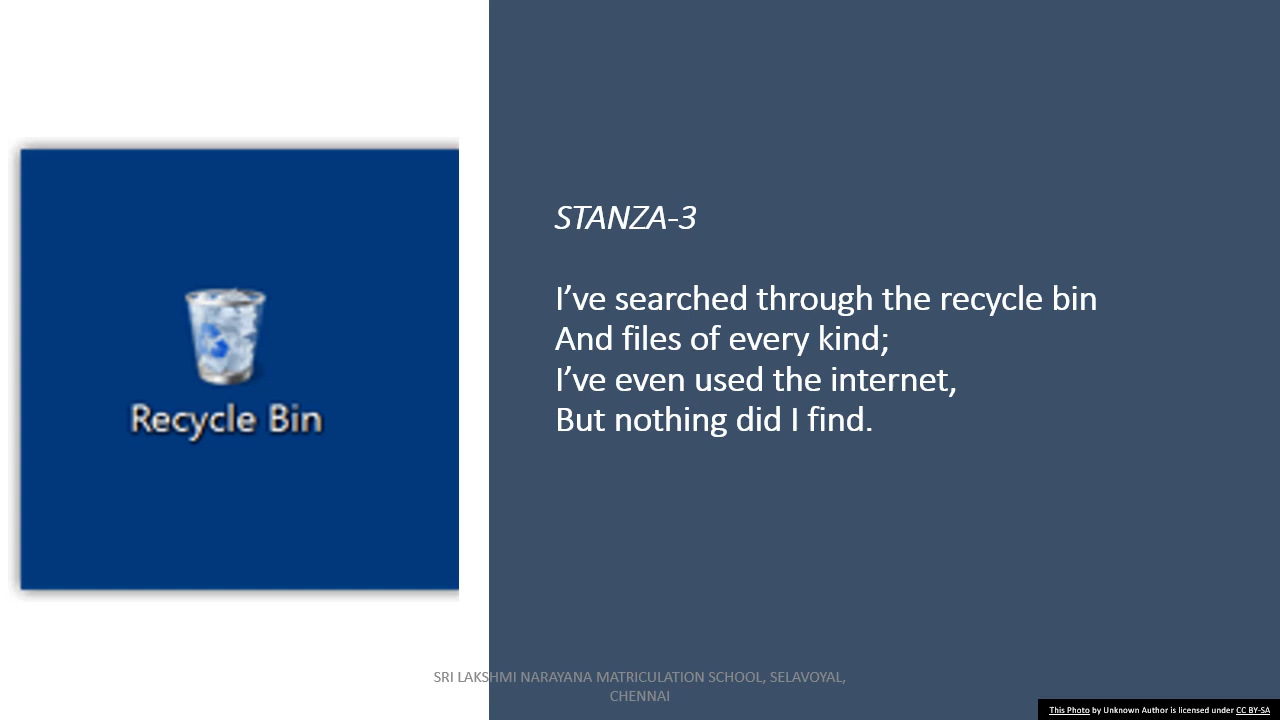 Recycle Bin
STANZA-3
I’ve searched through the recycle bin
And files of every kind;
I’ve even used the internet,
But nothing did I find.
SRI LAKSHMI NARAYANA MATRICULATION SCHOOL, SELAVOYAL,
CHENNAI
This Photo by Unknown Author is licensed under CC BY-SA